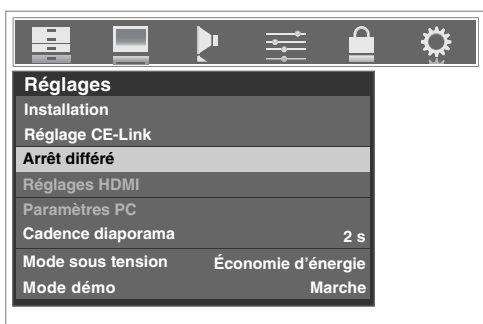 Réglages
Installation
Réglage CE-Link
Arrêt différé
Réglages HDMI
Paramètres PC
Cadence diaporama 2 s
Mode sous tension Économie d'énergie
Mode démo Marche